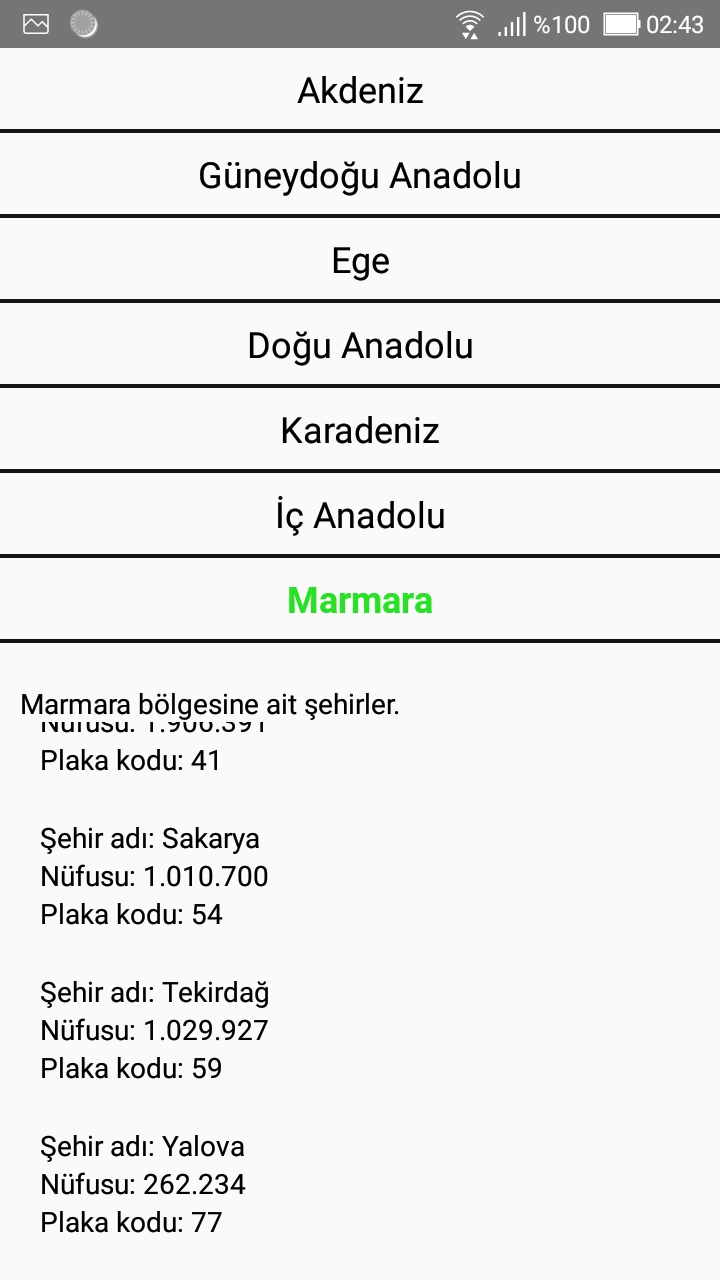 %100 02:43
Akdeniz
Güneydoğu Anadolu
Ege
Doğu Anadolu
Karadeniz
İç Anadolu
Marmara
Marmara bölgesine ait şehirler.
Nüfusu: 1.906.391
Plaka kodu: 41
Şehir adı: Sakarya
Nüfusu: 1.010.700
Plaka kodu: 54
Şehir adı: Tekirdağ
Nüfusu: 1.029.927
Plaka kodu: 59
Şehir adı: Yalova
Nüfusu: 262.234
Plaka kodu: 77